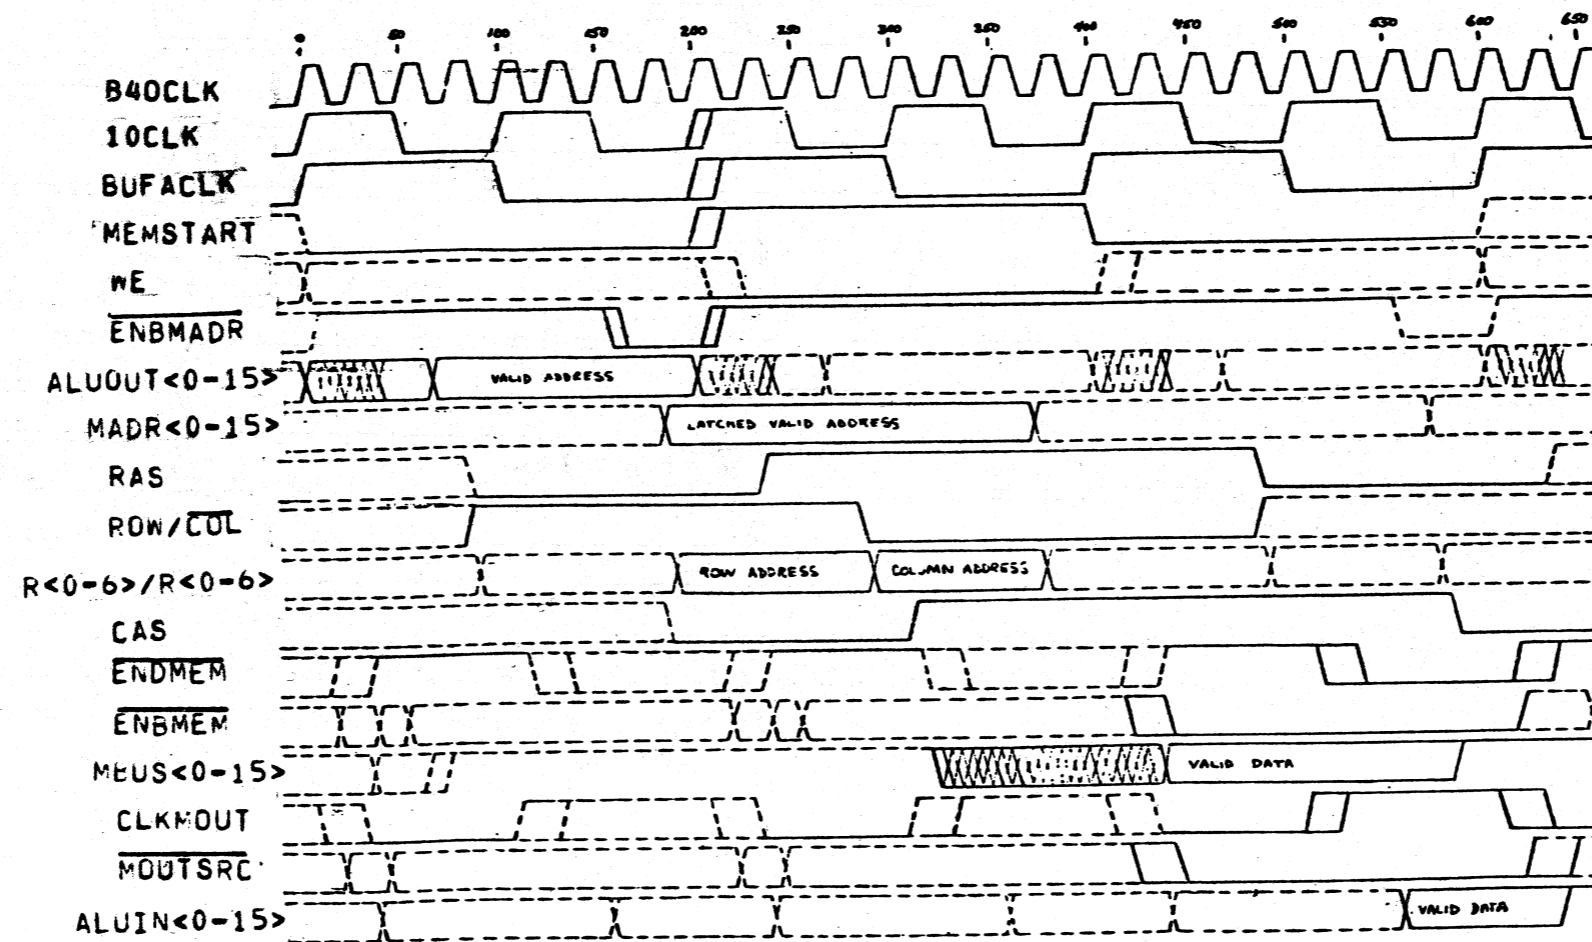 0 50 100 150 200 250 300 350 400 450 500 550 600 650
B40CLK
10CLK
BUFACLK
MEMSTART
WE
ENBMADR
ALUOUT<0-15> VALID ADDRESS
MADR<0-15> LATCHED VALID ADDRESS
RAS
ROW/COL
R<0-6>/R<0-6> ROW ADDRESS COLUMN ADDRESS
CAS
ENDMEM
ENBMEM
MBUS<0-15> VALID DATA
CLKMOUT
MOUTSRC
ALUIN<0-15> VALID DATA